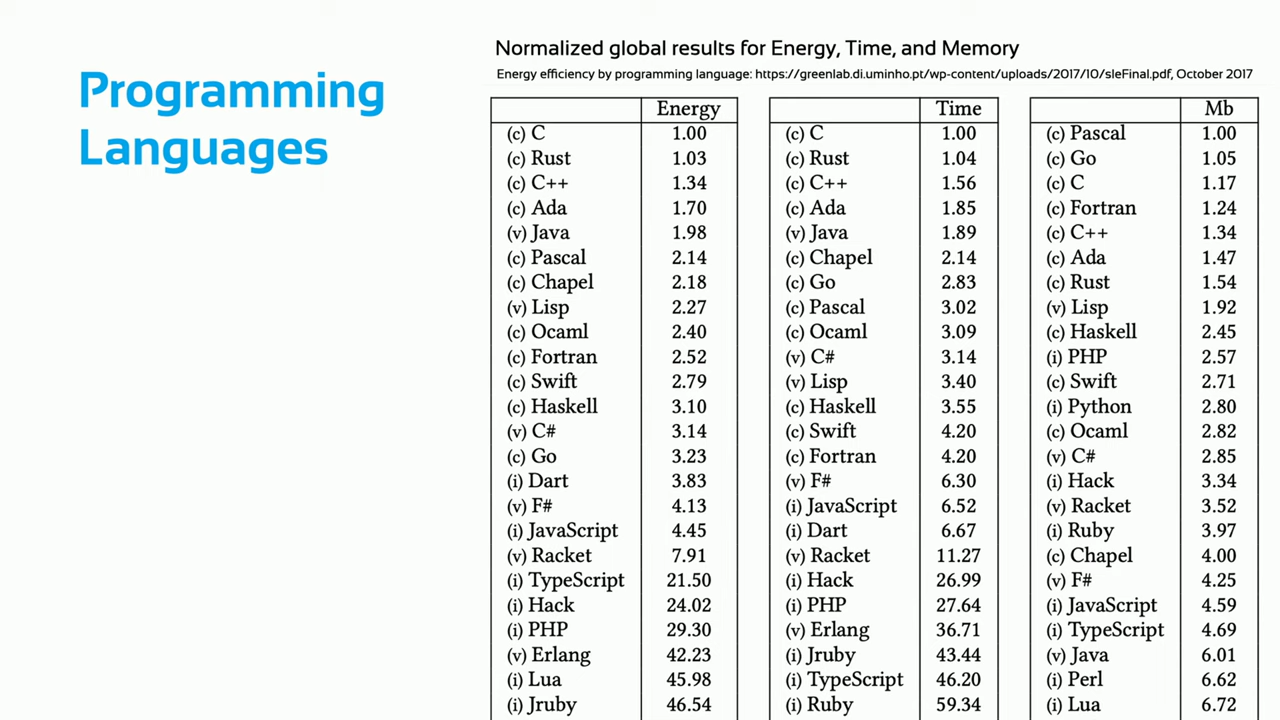 Programming
Languages
Normalized global results for Energy, Time, and Memory
Energy efficiency by programming language: https://greenlab.di.uminho.pt/wp-content/uploads/2017/10/sleFinal.pdf, October 2017
Energy
(c) C 1.00
(c) Rust 1.03
(c) C++ 1.34
(c) Ada 1.70
(v) Java 1.98
(c) Pascal 2.14
(c) Chapel 2.18
(v) Lisp 2.27
(c) Ocaml 2.40
(c) Fortran 2.52
(c) Swift 2.79
(c) Haskell 3.10
(v) C# 3.14
(c) Go 3.23
(i) Dart 3.83
(v) F# 4.13
(i) JavaScript 4.45
(v) Racket 7.91
(i) TypeScript 21.50
(i) Hack 24.02
(i) PHP 29.30
(v) Erlang 42.23
(i) Lua 45.98
(i) Jruby 46.54
Time
(c) C 1.00
(c) Rust 1.04
(c) C++ 1.56
(c) Ada 1.85
(v) Java 1.89
(c) Chapel 2.14
(c) Go 2.83
(c) Pascal 3.02
(c) Ocaml 3.09
(v) C# 3.14
(v) Lisp 3.40
(c) Haskell 3.55
(c) Swift 4.20
(c) Fortran 4.20
(v) F# 6.30
(i) JavaScript 6.52
(i) Dart 6.67
(v) Racket 11.27
(i) Hack 26.99
(i) PHP 27.64
(v) Erlang 36.71
(i) Jruby 43.44
(i) TypeScript 46.20
(i) Ruby 59.34
Mb
(c) Pascal 1.00
(c) Go 1.05
(c) C 1.17
(c) Fortran 1.24
(c) C++ 1.34
(c) Ada 1.47
(c) Rust 1.54
(v) Lisp 1.92
(c) Haskell 2.45
(i) PHP 2.57
(c) Swift 2.71
(i) Python 2.80
(c) Ocaml 2.82
(v) C# 2.85
(i) Hack 3.34
(v) Racket 3.52
(i) Ruby 3.97
(c) Chapel 4.00
(v) F# 4.25
(i) JavaScript 4.59
(i) TypeScript 4.69
(v) Java 6.01
(i) Perl 6.62
(i) Lua 6.72